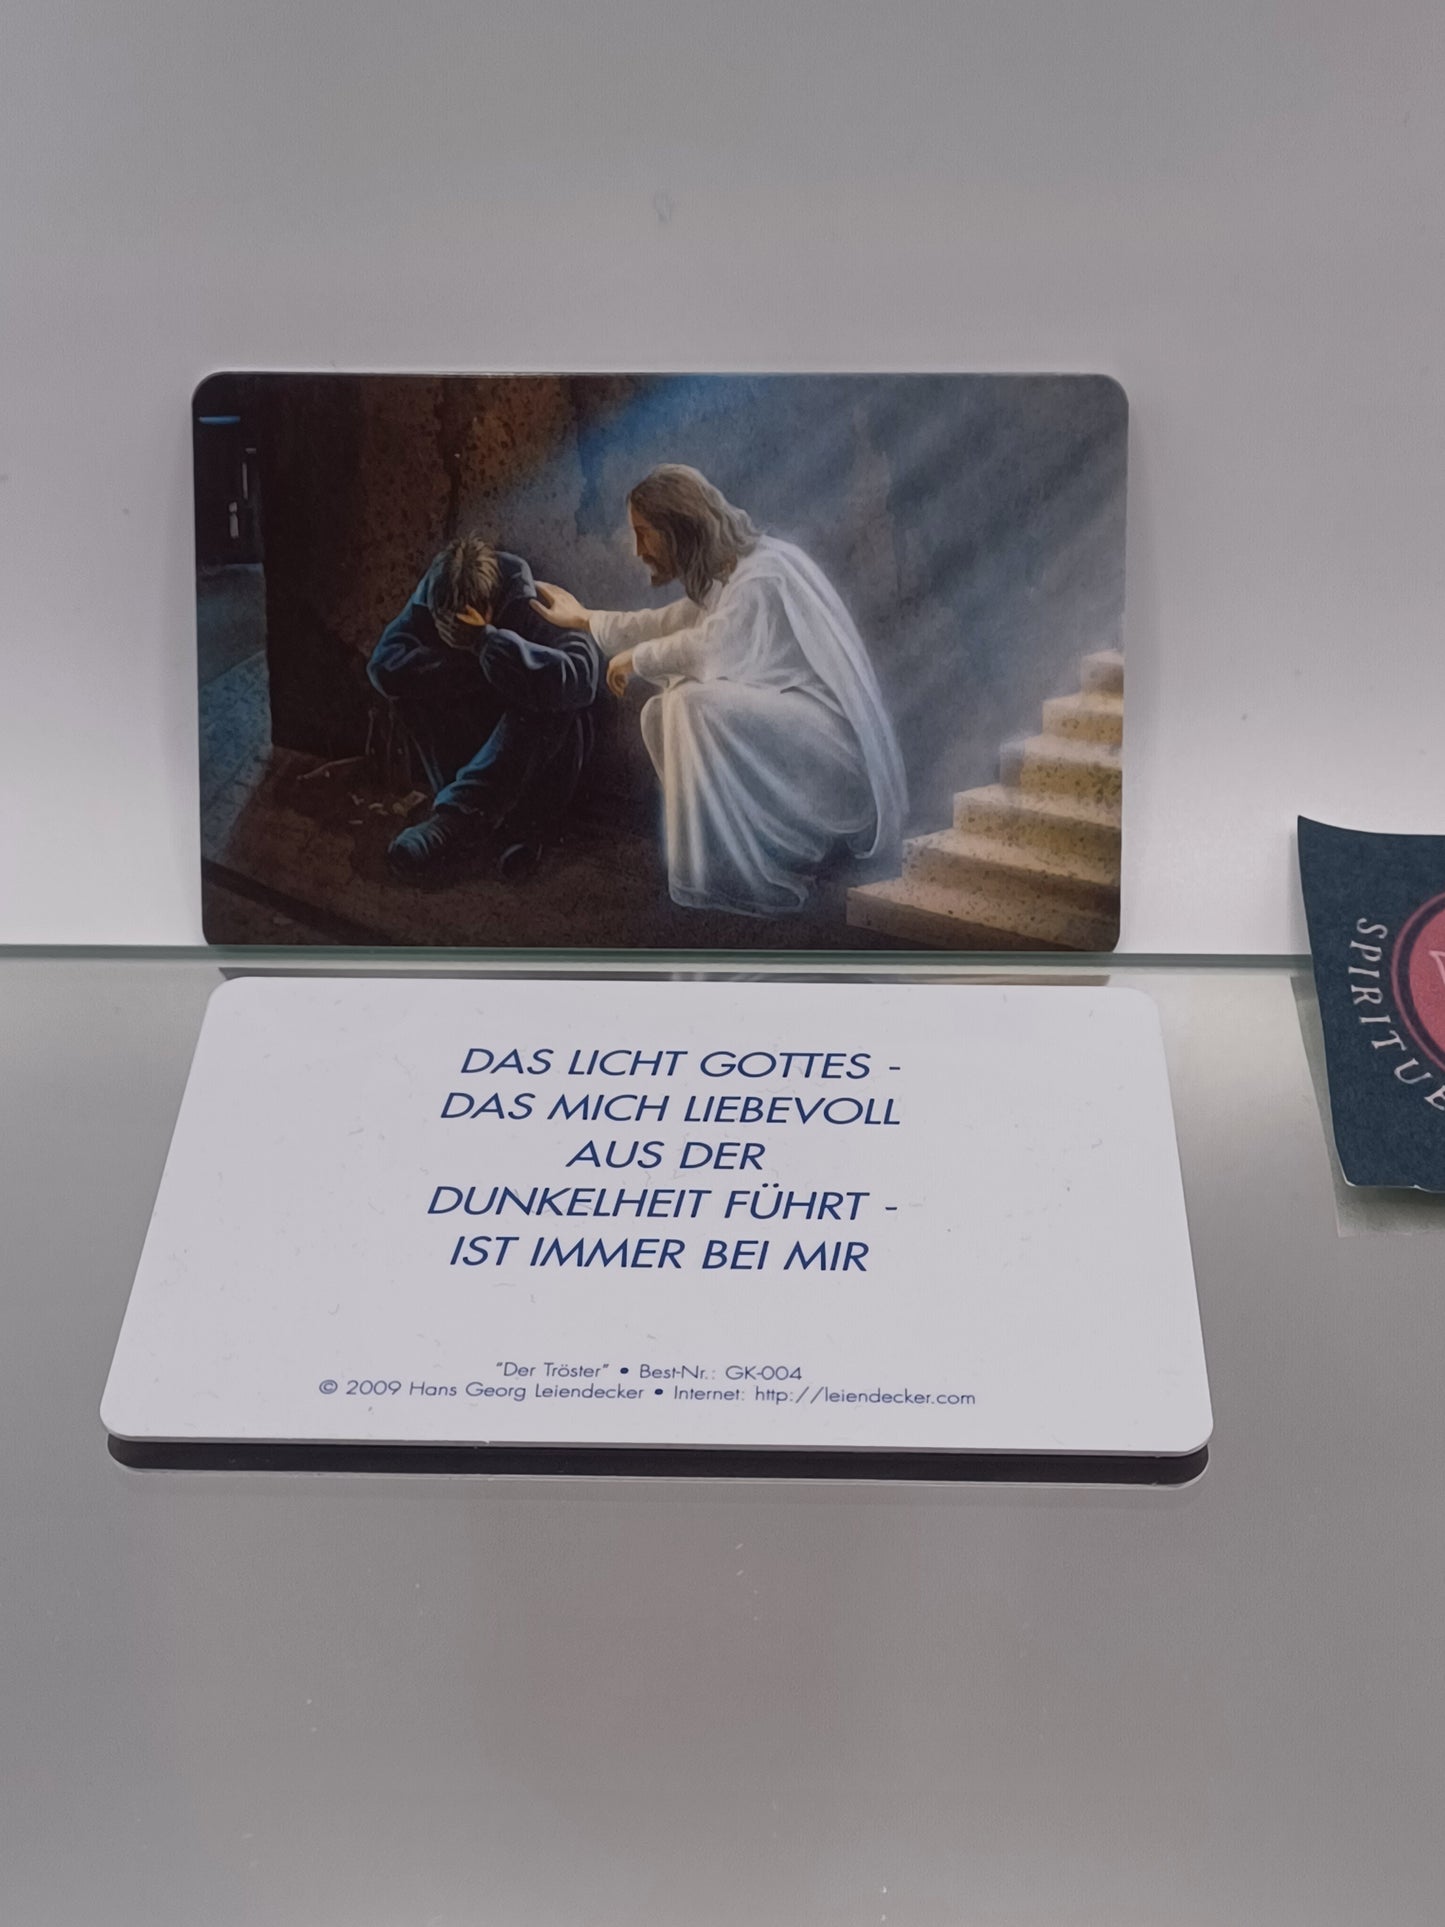 DAS LICHT GOTTES -
DAS MICH LIEBEVOLL
AUS DER
DUNKELHEIT FÜHRT -
IST IMMER BEI MIR
"Der Tröster" • Best-Nr.: GK-004
© 2009 Hans Georg Leiendecker • Internet: http://leiendecker.com